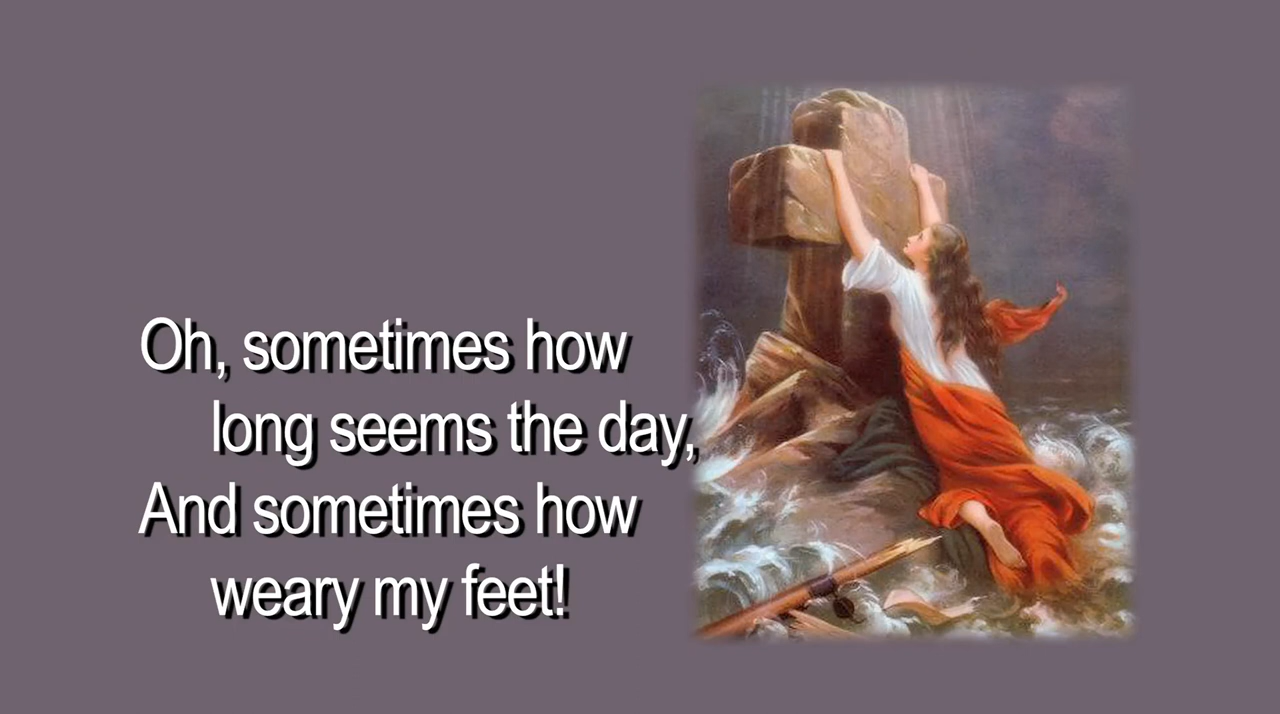 Oh, sometimes how
long seems the day,
And sometimes how
weary my feet!